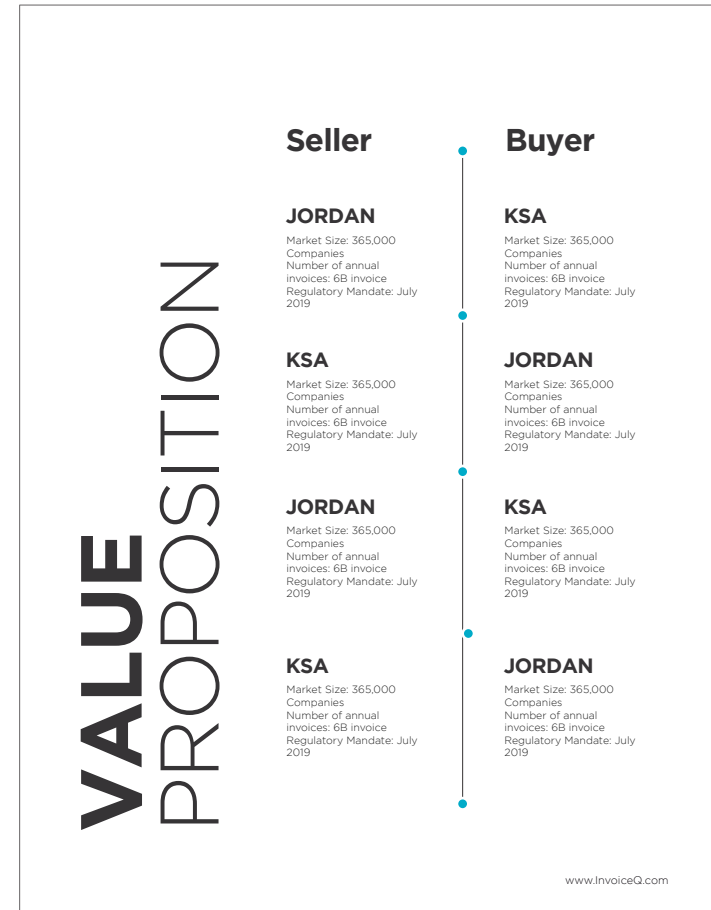 VALUE
PROPOSITION
Seller
JORDAN
Market Size: 365,000
Companies
Number of annual
invoices: 6B invoice
Regulatory Mandate: July
2019
KSA
Market Size: 365,000
Companies
Number of annual
invoices: 6B invoice
Regulatory Mandate: July
2019
JORDAN
Market Size: 365,000
Companies
Number of annual
invoices: 6B invoice
Regulatory Mandate: July
2019
KSA
Market Size: 365,000
Companies
Number of annual
invoices: 6B invoice
Regulatory Mandate: July
2019
Buyer
KSA
Market Size: 365,000
Companies
Number of annual
invoices: 6B invoice
Regulatory Mandate: July
2019
JORDAN
Market Size: 365,000
Companies
Number of annual
invoices: 6B invoice
Regulatory Mandate: July
2019
KSA
Market Size: 365,000
Companies
Number of annual
invoices: 6B invoice
Regulatory Mandate: July
2019
JORDAN
Market Size: 365,000
Companies
Number of annual
invoices: 6B invoice
Regulatory Mandate: July
2019
www.InvoiceQ.com